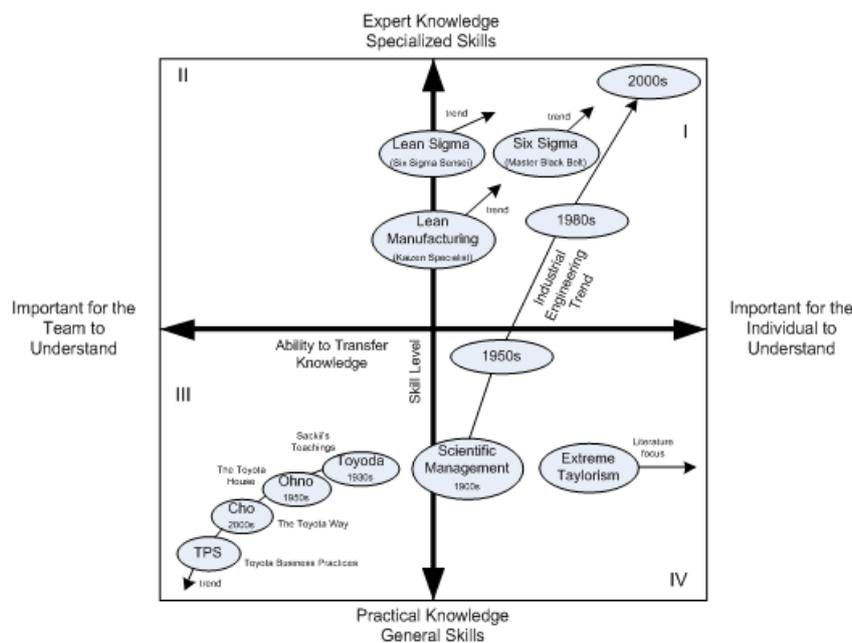 Expert Knowledge
Specialized Skills
II
2000s
trend
trend
I
Lean Sigma
(Six Sigma Sensei)
Six Sigma
(Master Black Belt)
trend
Lean
Manufacturing
(Kaizen Specialist)
1980s
Industrial
Engineering
Trend
Important for the
Team to
Understand
Important for the
Individual to
Understand
Ability to Transfer
Knowledge
Skill Level
1950s
III
Sackii's
Teachings
Toyoda
1930s
The Toyota
House
Ohno
1950s
Cho
2000s
The Toyota Way
TPS
Toyota Business Practices
trend
Scientific
Management
1900s
Extreme
Taylorism
Literature
focus
IV
Practical Knowledge
General Skills